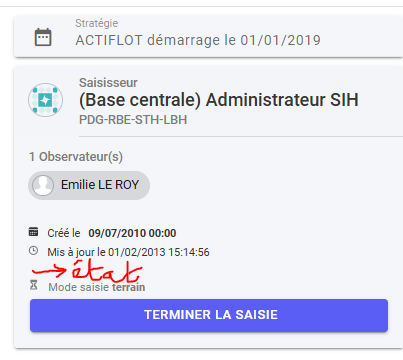 Stratégie
ACTIFLOT démarrage le 01/01/2019
Saisisseur
(Base centrale) Administrateur SIH
PDG-RBE-STH-LBH
1 Observateur(s)
Emilie LE ROY
Créé le 09/07/2010 00:00
Mis à jour le 01/02/2013 15:14:56
→ état
Mode saisie terrain
TERMINER LA SAISIE